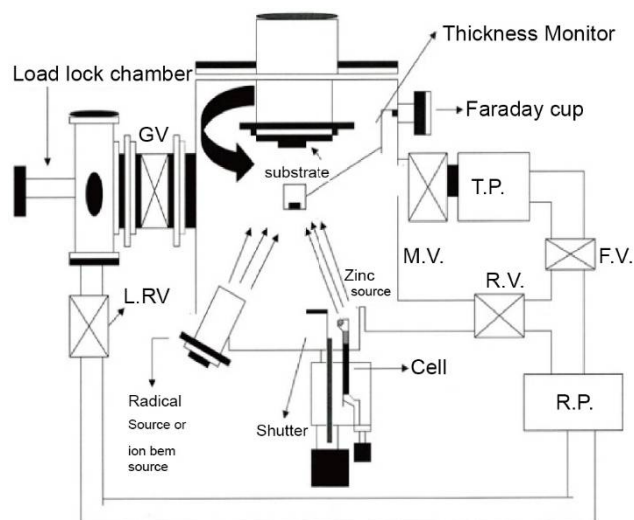 Thickness Monitor
Load lock chamber
GV
Faraday cup
substrate
T.P.
M.V.
F.V.
R.V.
Zinc
source
L.RV
Cell
R.P.
Radical
Source or
ion bem
source
Shutter